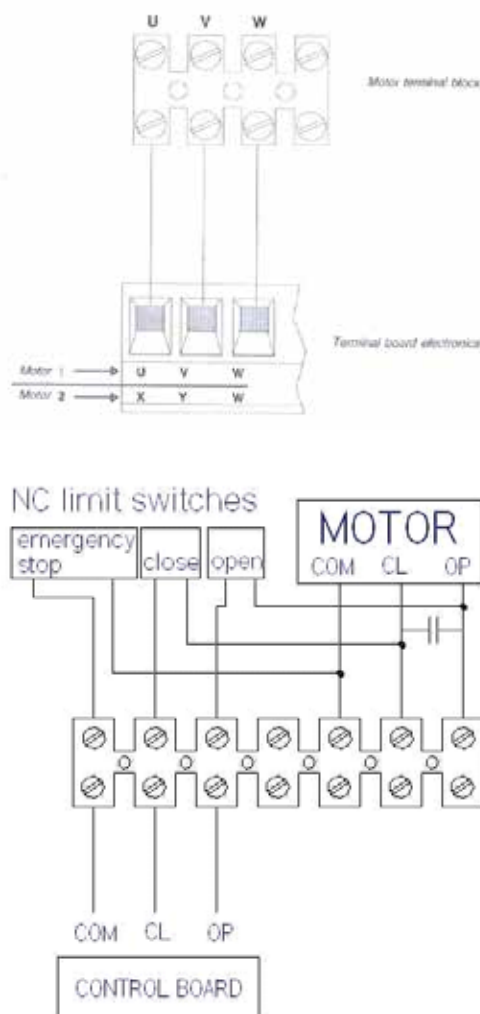 U V W
Motor terminal block
Terminal board electronica
Motor 1 U V W
Motor 2 X Y W
NC limit switches
emergency stop
close
open
MOTOR
COM CL OP
COM CL OP
CONTROL BOARD